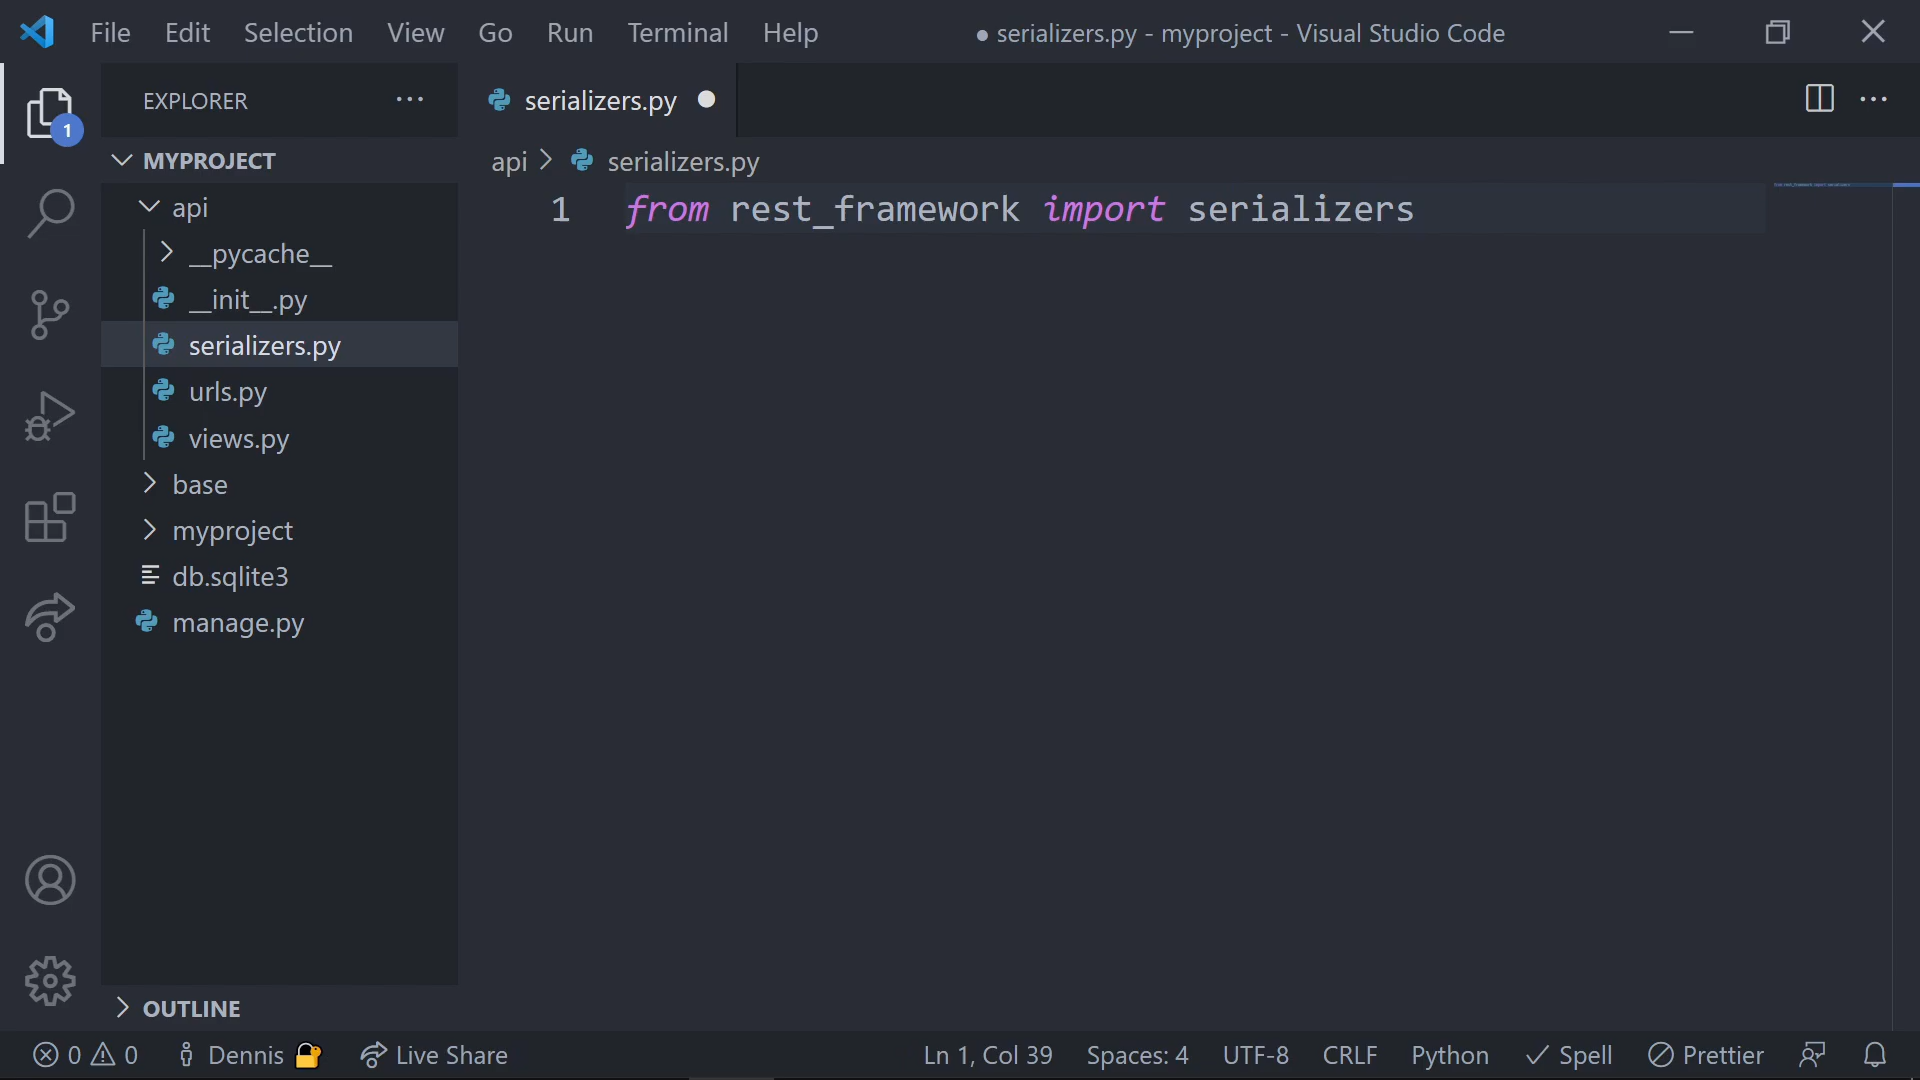 File Edit Selection View Go Run Terminal Help ● serializers.py - myproject - Visual Studio Code
EXPLORER ···
serializers.py ●
1
MYPROJECT
api > serializers.py
api
1 from rest_framework import serializers
__pycache__
__init__.py
serializers.py
urls.py
views.py
base
myproject
db.sqlite3
manage.py
OUTLINE
0 0 Dennis Live Share Ln 1, Col 39 Spaces: 4 UTF-8 CRLF Python Spell Prettier